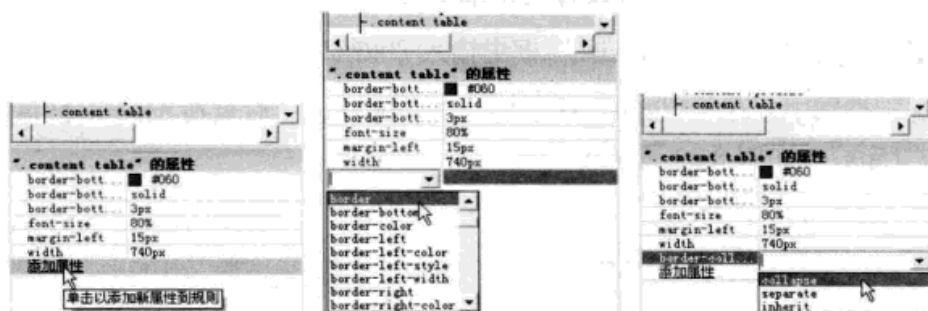 .content table
".content table" 的属性
border-bott... #060
border-bott... solid
border-bott... 3px
font-size 80%
margin-left 15px
width 740px
添加属性
单击以添加新属性到规则
.content table
".content table" 的属性
border-bott... #060
border-bott... solid
border-bott... 3px
font-size 80%
margin-left 15px
width 740px
border
border-bottom
border-color
border-left
border-left-color
border-left-style
border-left-width
border-right
border-right-color
.content table
".content table" 的属性
border-bott... #060
border-bott... solid
border-bott... 3px
font-size 80%
margin-left 15px
width 740px
border-coll...
添加属性
collapse
separate
inherit